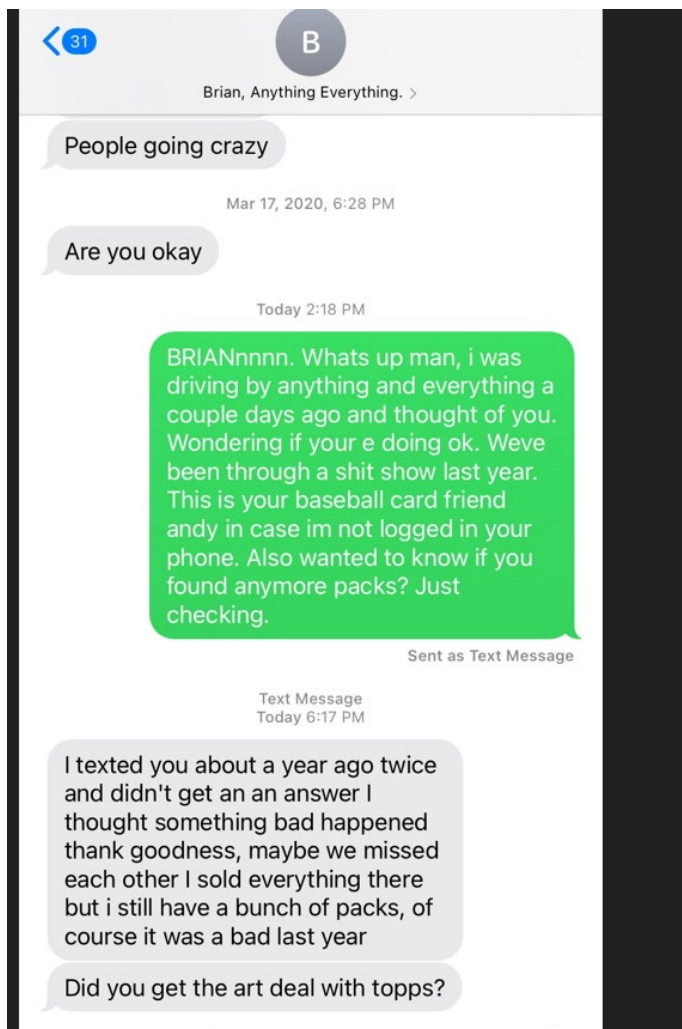 31
B
Brian, Anything Everything. >
People going crazy
Mar 17, 2020, 6:28 PM
Are you okay
Today 2:18 PM
BRIANnnnn. Whats up man, i was
driving by anything and everything a
couple days ago and thought of you.
Wondering if your e doing ok. Weve
been through a shit show last year.
This is your baseball card friend
andy in case im not logged in your
phone. Also wanted to know if you
found anymore packs? Just
checking.
Sent as Text Message
Text Message
Today 6:17 PM
I texted you about a year ago twice
and didn't get an an answer I
thought something bad happened
thank goodness, maybe we missed
each other I sold everything there
but i still have a bunch of packs, of
course it was a bad last year
Did you get the art deal with topps?